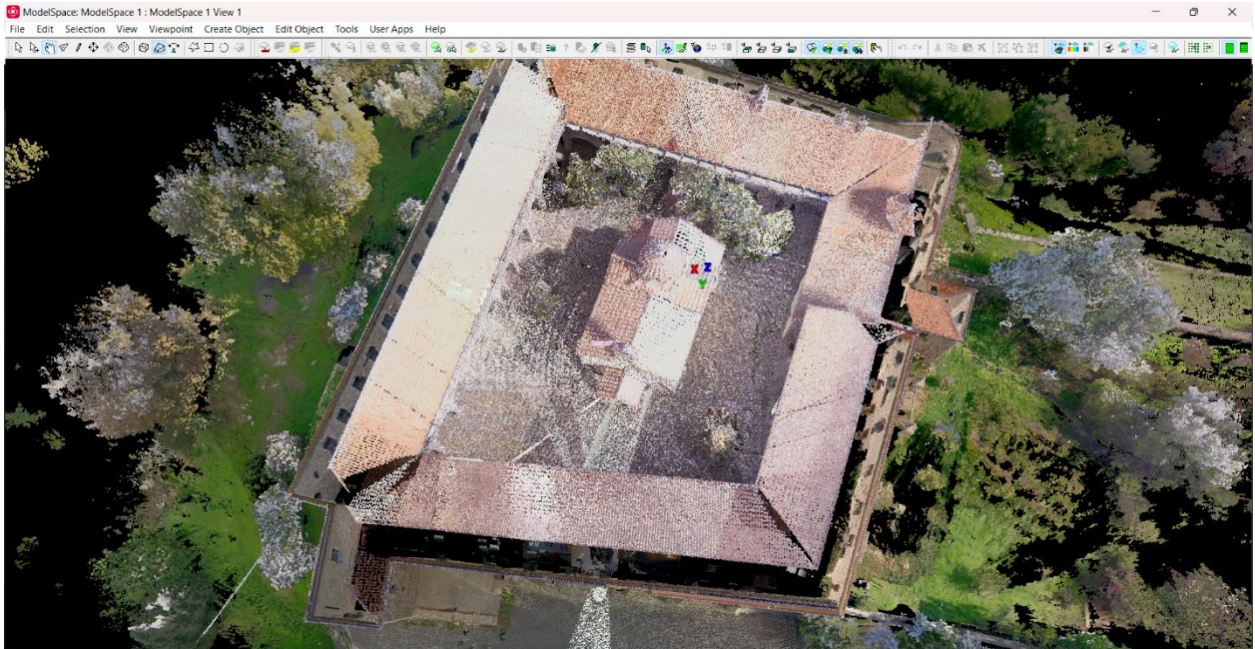 ModelSpace: ModelSpace 1 : ModelSpace 1 View 1
File Edit Selection View Viewpoint Create Object Edit Object Tools User Apps Help
X Z
Y